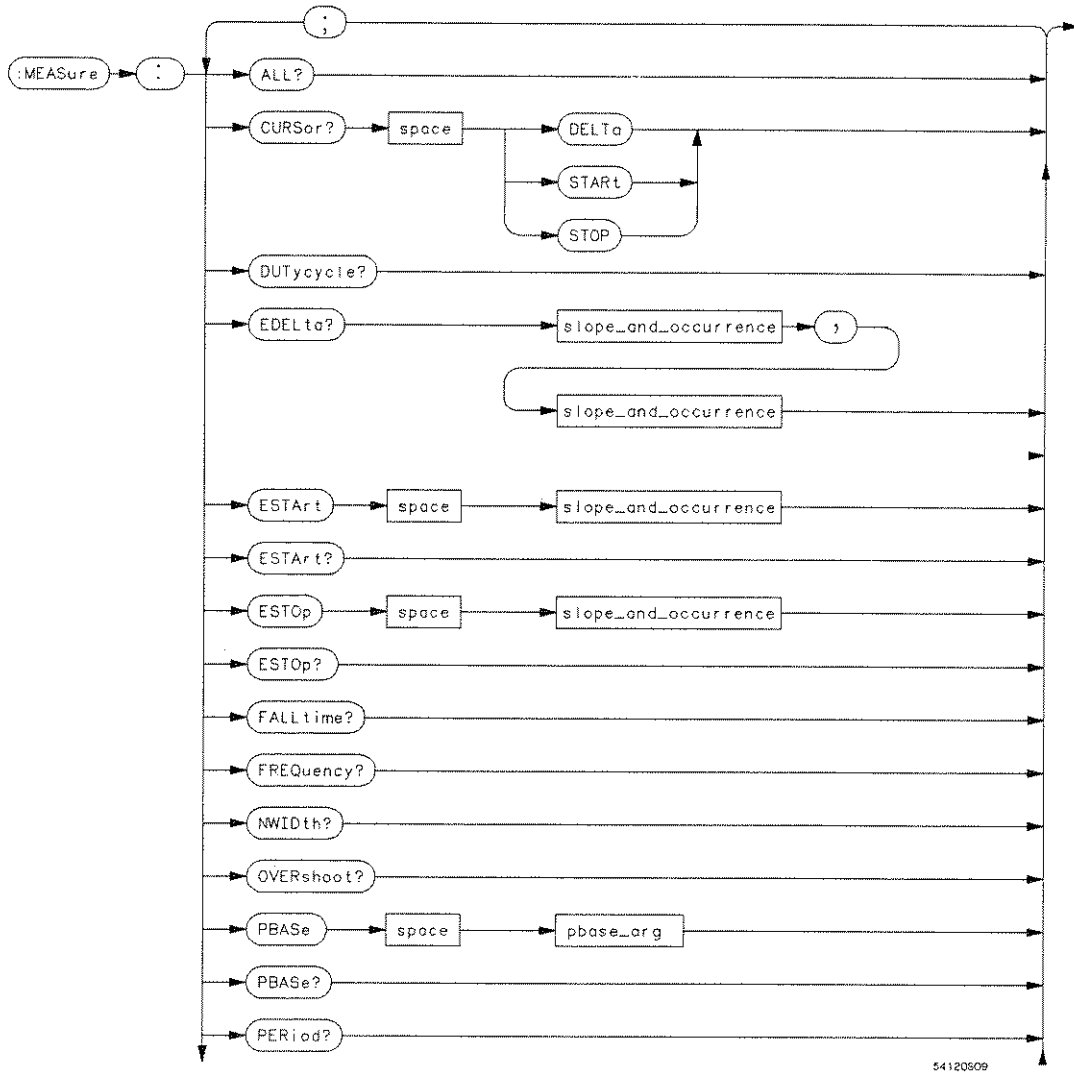 ;
:MEASure : ALL?
CURSor? space DELTa
STARt
STOP
DUTycycle?
EDELta? slope_and_occurrence ,
slope_and_occurrence
ESTArt space slope_and_occurrence
ESTArt?
ESTOp space slope_and_occurrence
ESTOp?
FALLtime?
FREQuency?
NWIDth?
OVERshoot?
PBASe space pbase_arg
PBASe?
PERiod?
54120S09